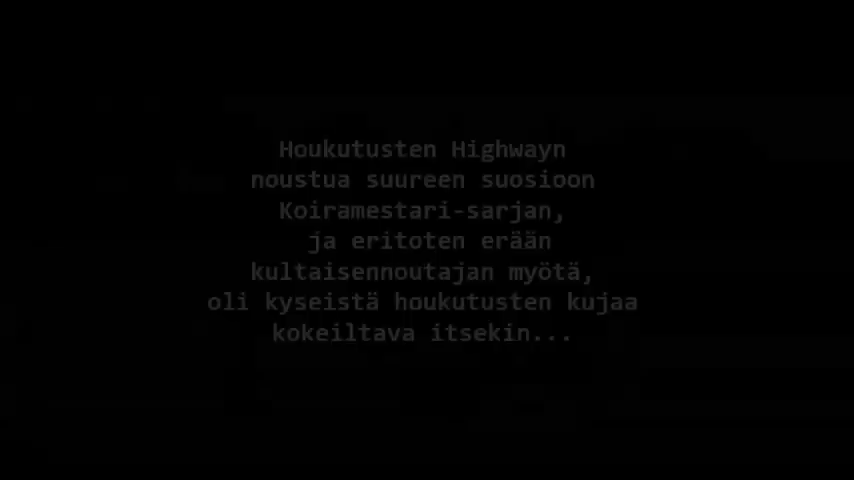 Houkutusten Highwayn
noustua suureen suosioon
Koiramestari-sarjan,
ja eritoten erään
kultaisennoutajan myötä,
oli kyseistä houkutusten kujaa
kokeiltava itsekin...